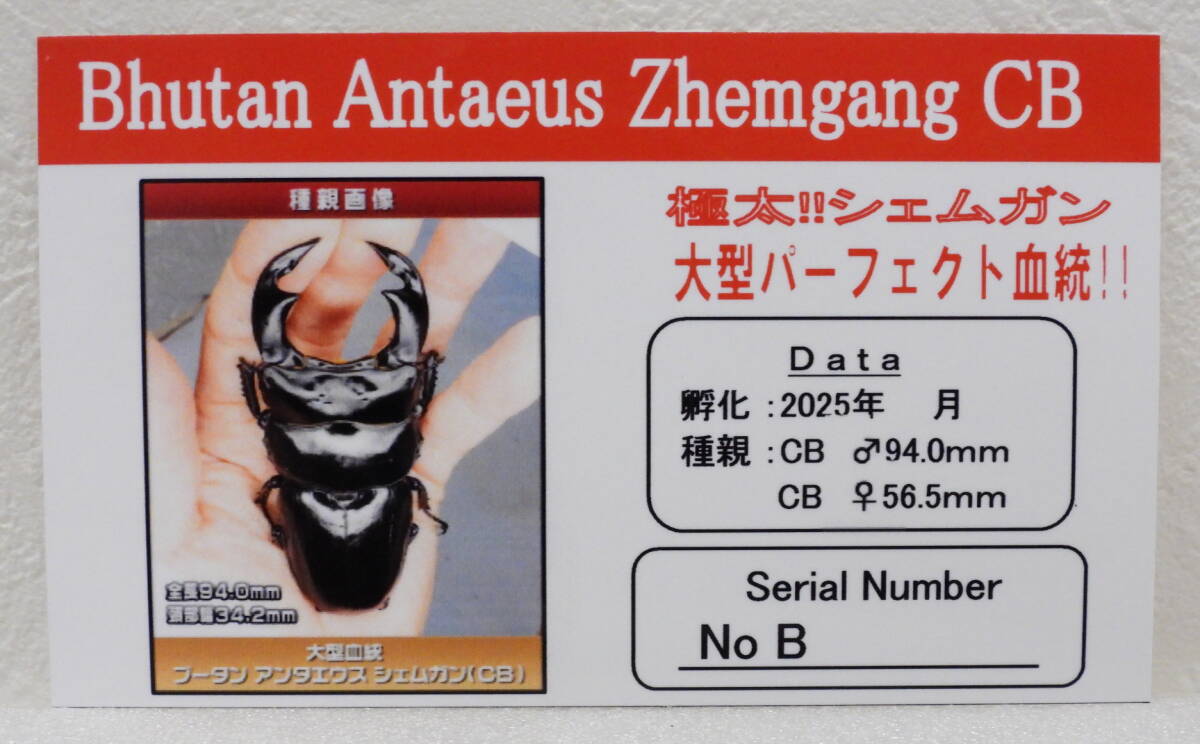 Bhutan Antaeus Zhemgang CB
種親画像
全長94.0mm
頭部幅34.2mm
大型血統
ブータン アンタエウス シェムガン(CB)
極太!!シェムガン
大型パーフェクト血統!!
Data
孵化：2025年　月
種親：CB ♂94.0mm
CB ♀56.5mm
Serial Number
No B